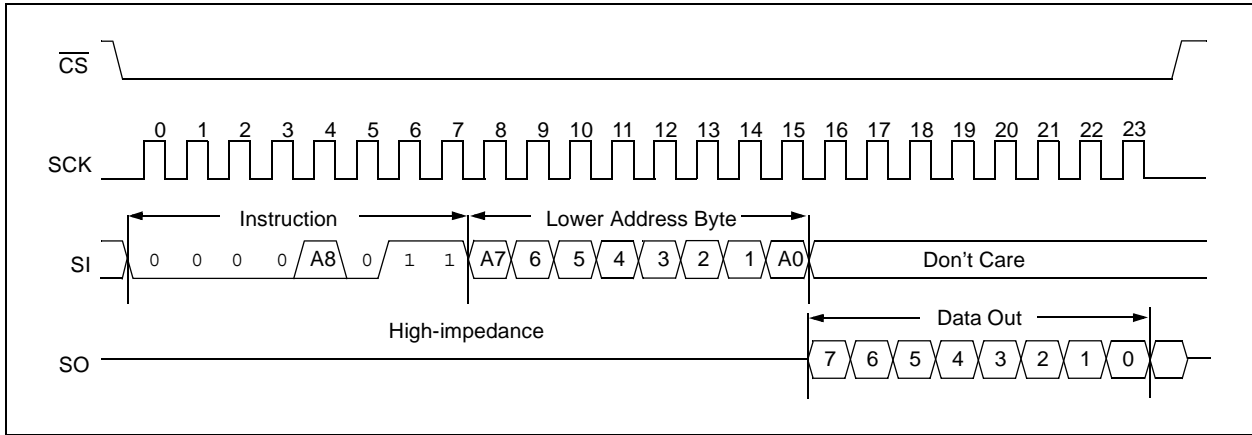 CS
0 1 2 3 4 5 6 7 8 9 10 11 12 13 14 15 16 17 18 19 20 21 22 23
SCK
Instruction Lower Address Byte
SI 0 0 0 0 A8 0 1 1 A7 6 5 4 3 2 1 A0 Don't Care
High-impedance Data Out
SO 7 6 5 4 3 2 1 0